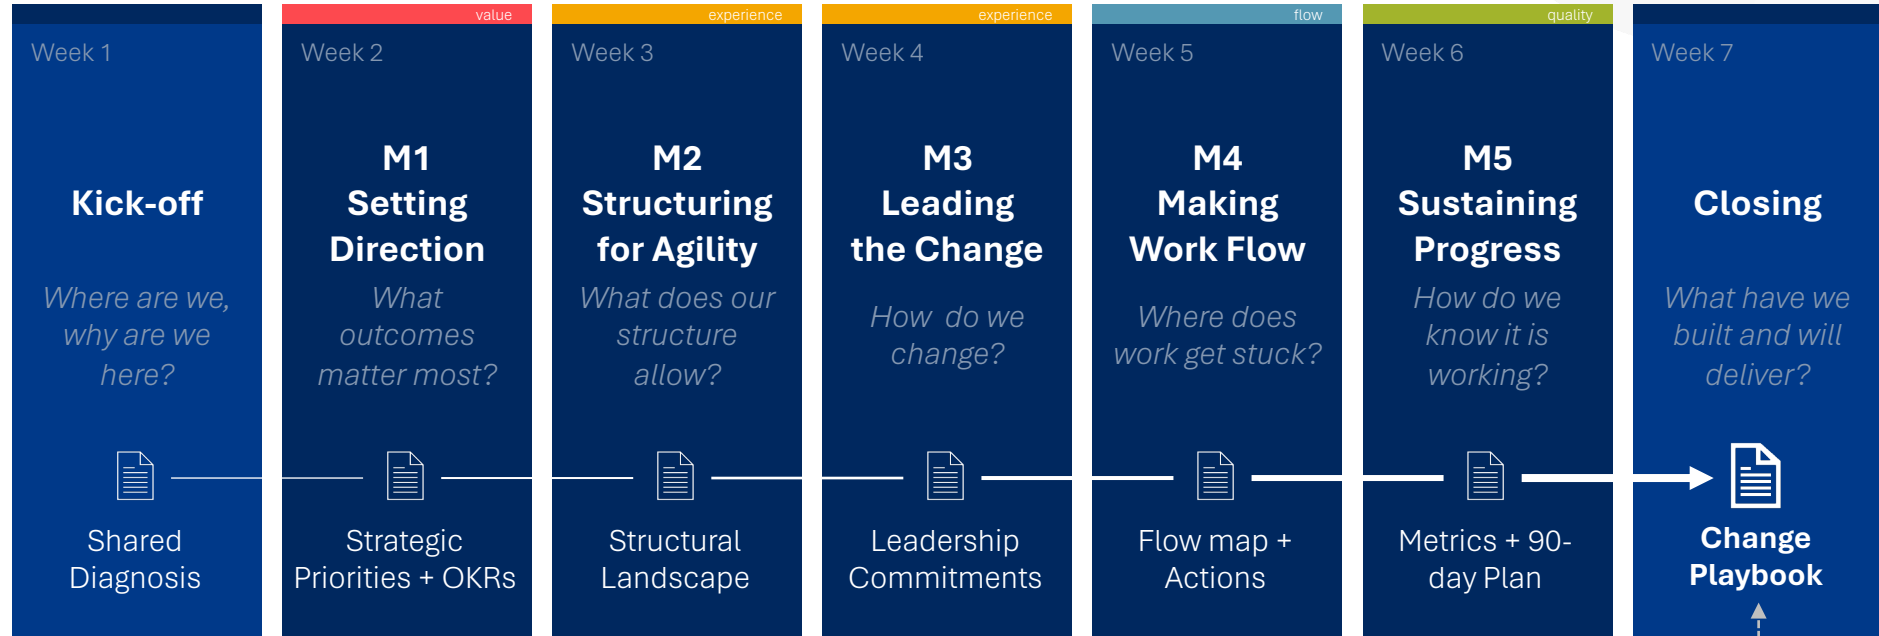 Week 1
Kick-off
Where are we,
why are we
here?
Shared
Diagnosis
value
Week 2
M1
Setting
Direction
What
outcomes
matter most?
Strategic
Priorities + OKRs
experience
Week 3
M2
Structuring
for Agility
What does our
structure
allow?
Structural
Landscape
experience
Week 4
M3
Leading
the Change
How  do we
change?
Leadership
Commitments
flow
Week 5
M4
Making
Work Flow
Where does
work get stuck?
Flow map +
Actions
quality
Week 6
M5
Sustaining
Progress
How do we
know it is
working?
Metrics + 90-
day Plan
Week 7
Closing
What have we
built and will
deliver?
Change
Playbook